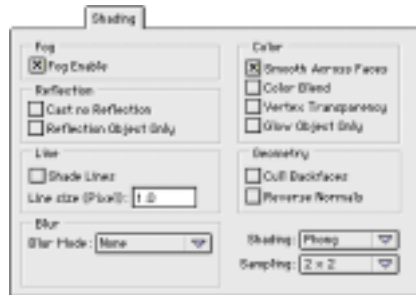 Shading
Fog
Fog Enable
Reflection
Cast no Reflection
Reflection Object Only
Line
Shade Lines
Line size (Pixel): 1.0
Blur
Blur Mode: None
Color
Smooth Across Faces
Color Blend
Vertex Transparency
Glow Object Only
Geometry
Cull Backfaces
Reverse Normals
Shading: Phong
Sampling: 2 × 2